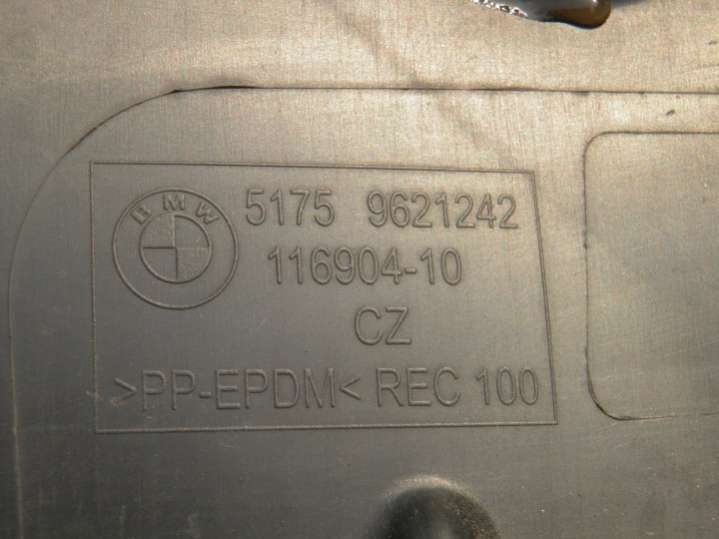 BMW
5175 9621242
116904-10
CZ
>PP-EPDM< REC 100